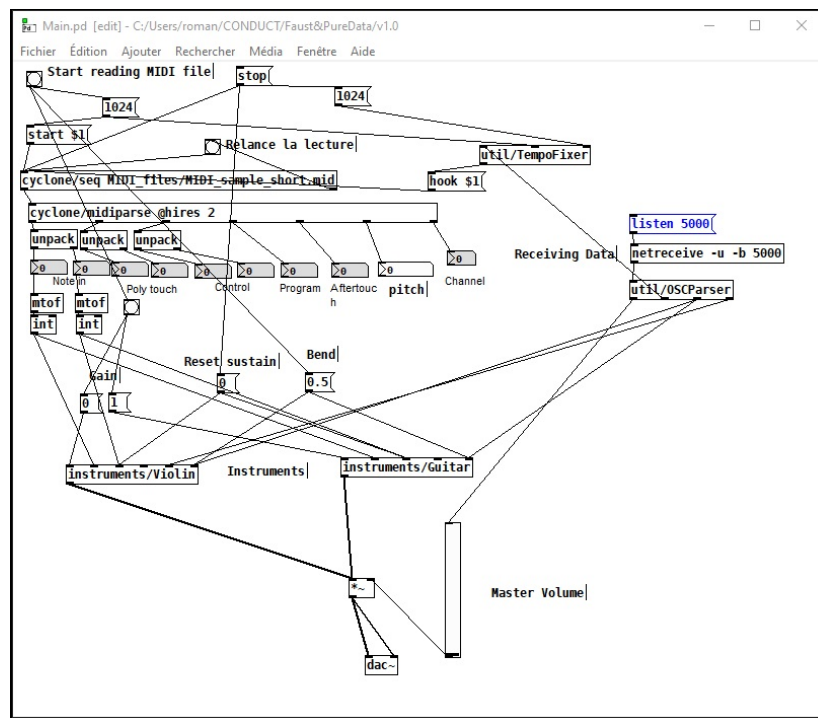 Main.pd [edit] - C:/Users/roman/CONDUCT/Faust&PureData/v1.0
Fichier Édition Ajouter Rechercher Média Fenêtre Aide
Start reading MIDI file
stop
1024
1024
start $1
Relance la lecture
util/TempoFixer
cyclone/seq MIDI_files/MIDI_sample_short.mid
hook $1
cyclone/midiparse @hires 2
listen 5000
unpack unpack unpack
Receiving Data
netreceive -u -b 5000
0 0 0 0 0 0 0 0 0 0
Note in Poly touch Control Program Aftertouch pitch Channel
util/OSCParser
mtof mtof
int int
Reset sustain
Bend
Gain
0
0.5
0 1
instruments/Violin
Instruments
instruments/Guitar
*~
Master Volume
dac~